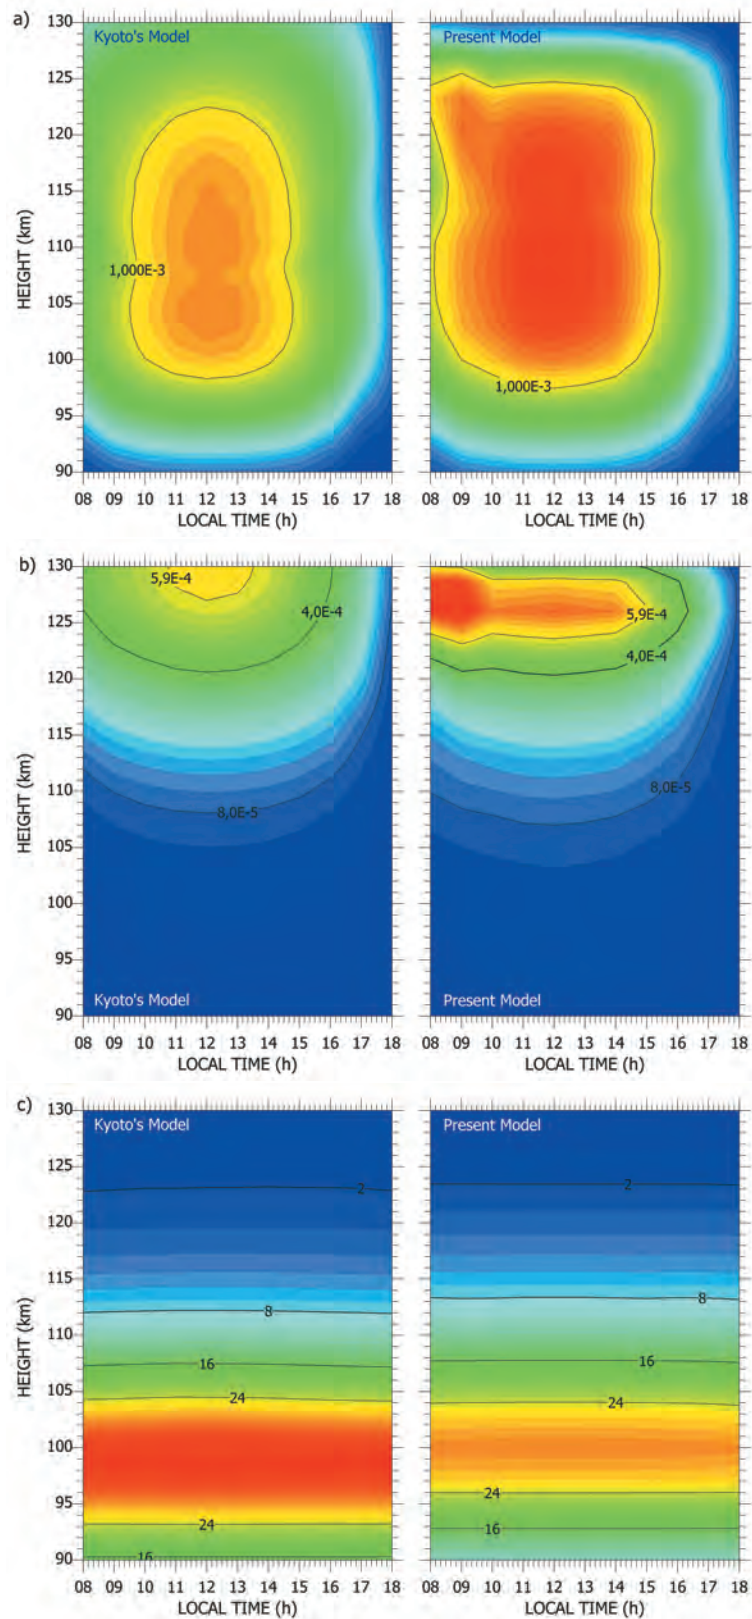 a)
Kyoto's Model
Present Model
130
125
120
115
110
105
100
95
90
HEIGHT (km)
HEIGHT (km)
1,000E-3
1,000E-3
08 09 10 11 12 13 14 15 16 17 18
08 09 10 11 12 13 14 15 16 17 18
LOCAL TIME (h)
LOCAL TIME (h)
b)
130
125
120
115
110
105
100
95
90
HEIGHT (km)
5,9E-4
4,0E-4
8,0E-5
5,9E-4
4,0E-4
8,0E-5
Kyoto's Model
Present Model
08 09 10 11 12 13 14 15 16 17 18
08 09 10 11 12 13 14 15 16 17 18
LOCAL TIME (h)
LOCAL TIME (h)
c)
Kyoto's Model
Present Model
130
125
120
115
110
105
100
95
90
HEIGHT (km)
2
8
16
24
24
16
2
8
16
24
24
16
08 09 10 11 12 13 14 15 16 17 18
08 09 10 11 12 13 14 15 16 17 18
LOCAL TIME (h)
LOCAL TIME (h)